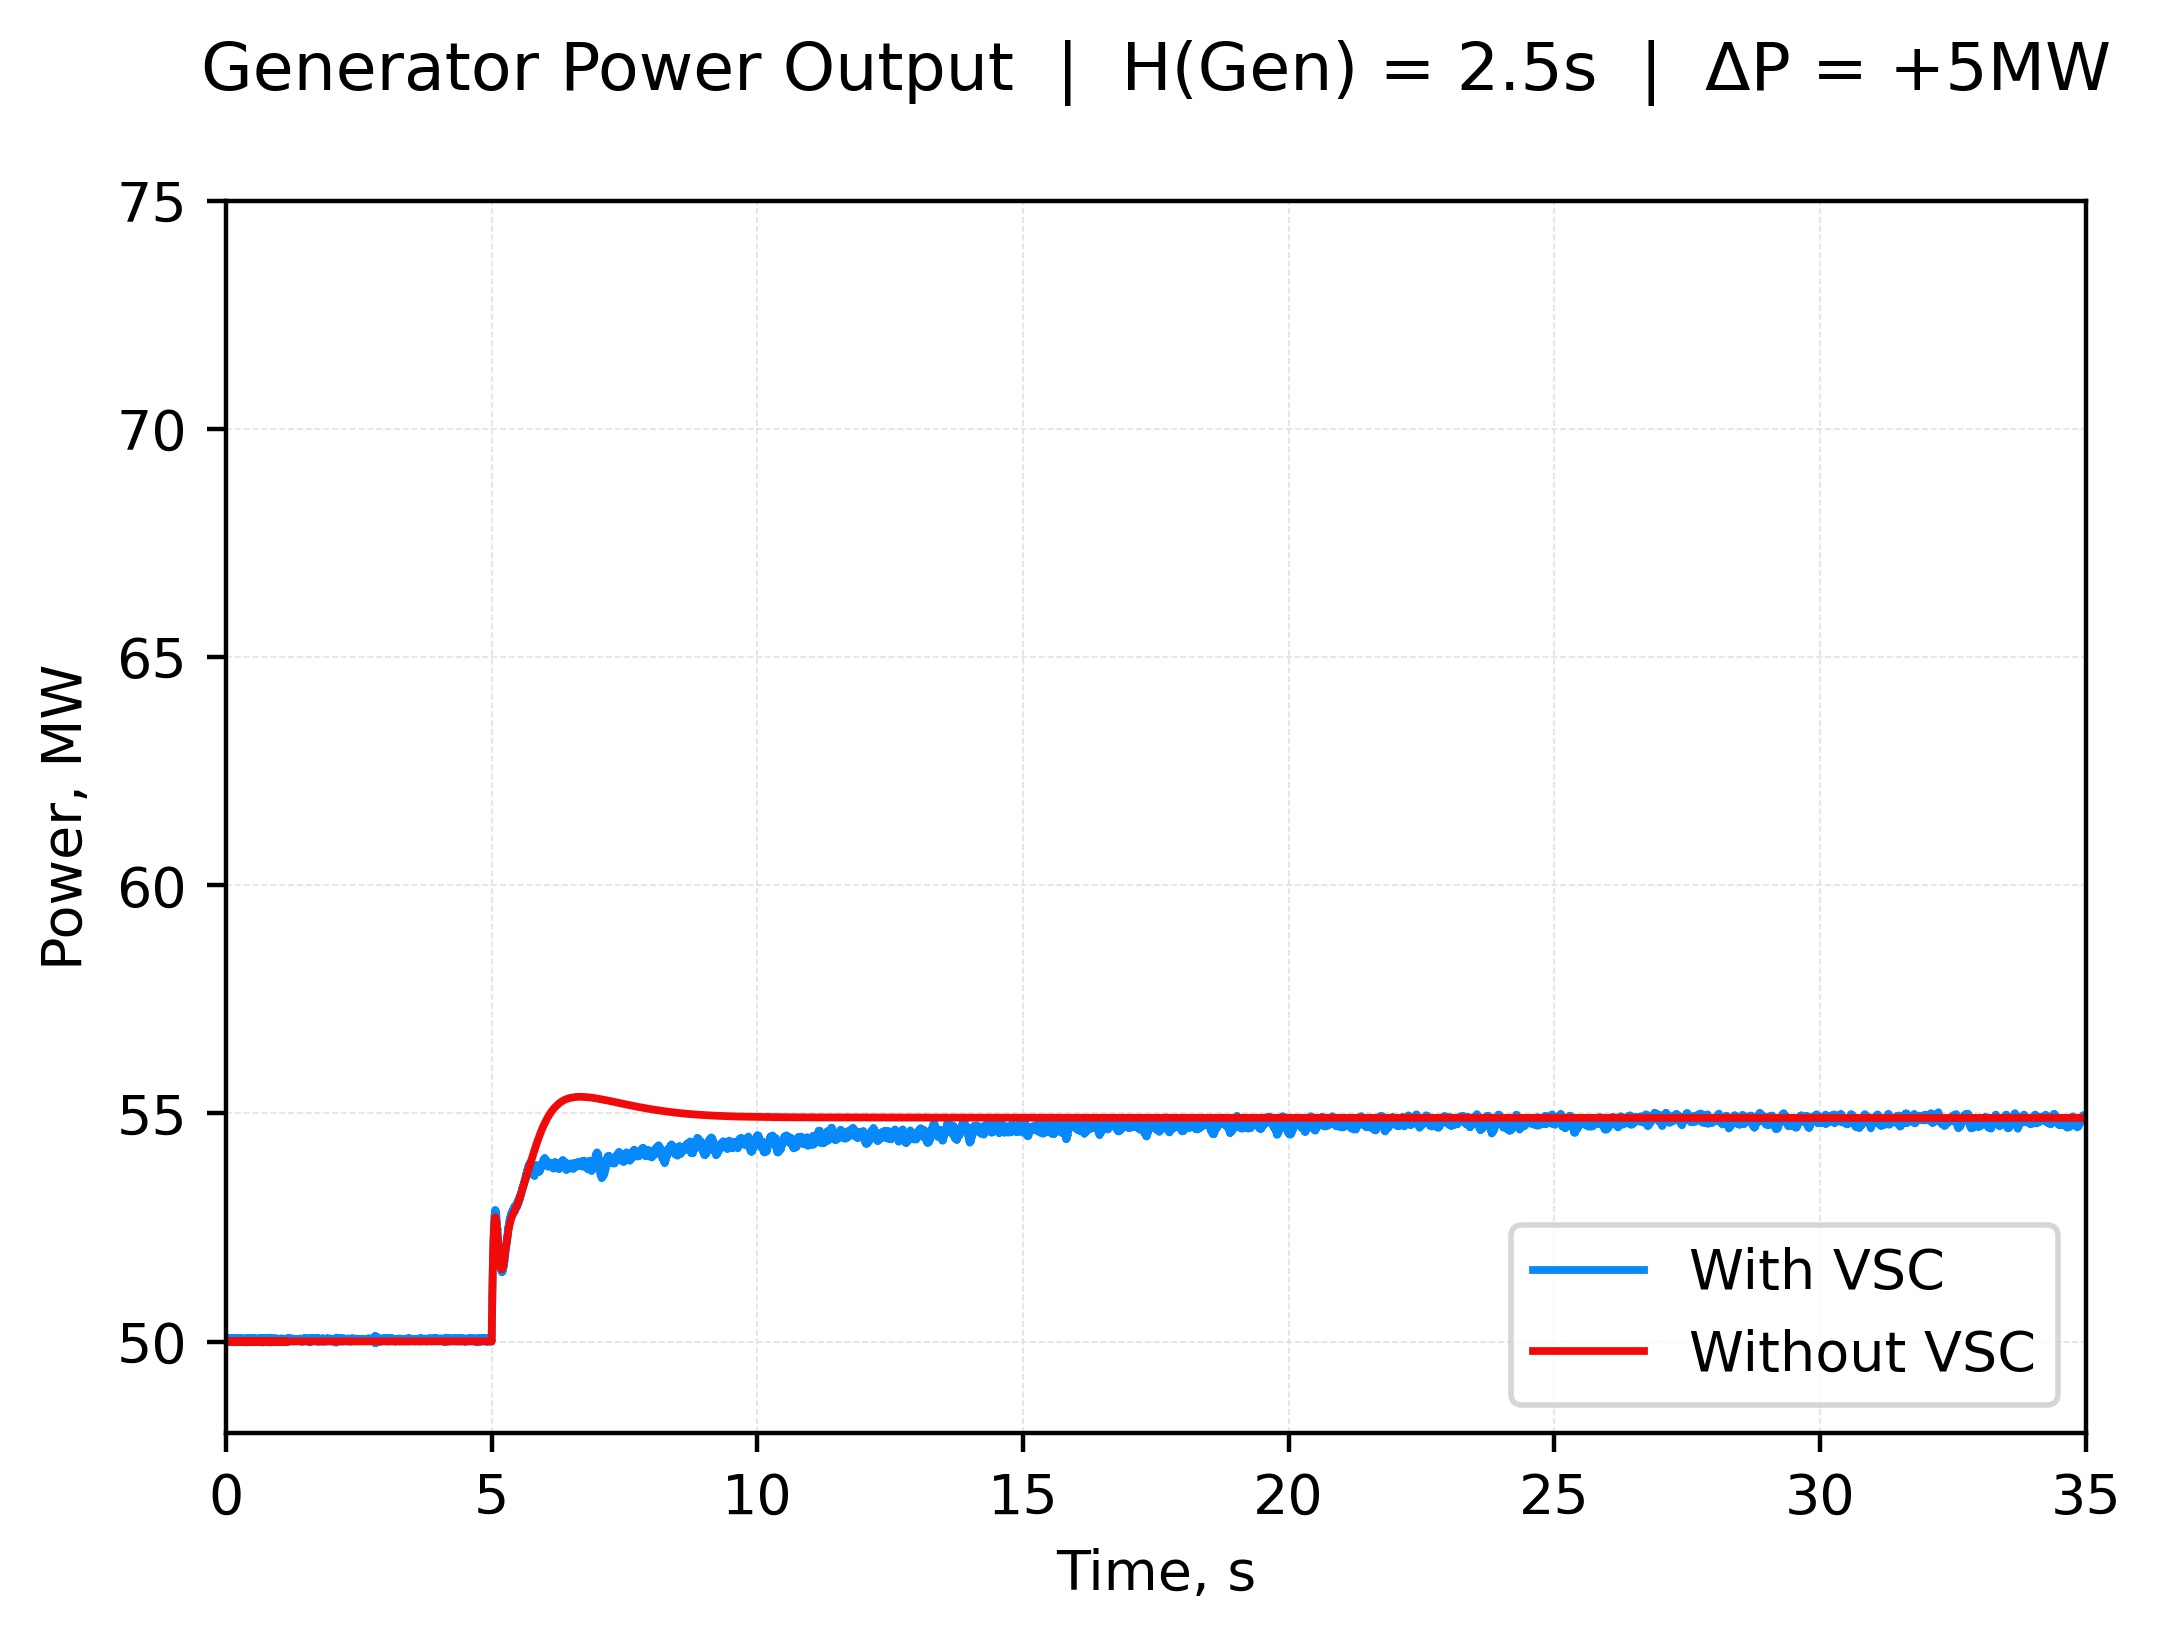 Generator Power Output | H(Gen) = 2.5s | ΔP = +5MW
75
70
65
60
55
50
Power, MW
With VSC
Without VSC
0 5 10 15 20 25 30 35
Time, s